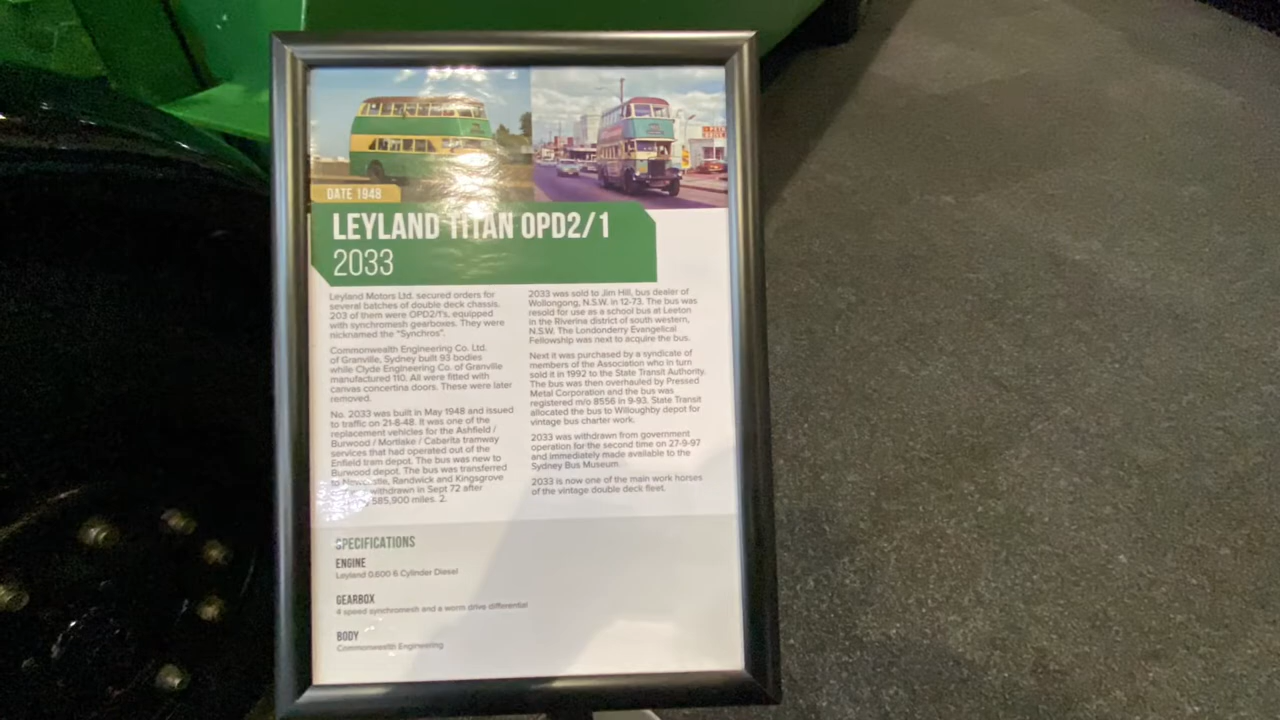 DATE 1948
LEYLAND TITAN OPD2/1
2033
Leyland Motors Ltd. secured orders for
several batches of double deck chassis.
203 of them were OPD2/1's, equipped
with synchromesh gearboxes. They were
nicknamed the "Synchros".
Commonwealth Engineering Co. Ltd.
of Granville, Sydney built 93 bodies
while Clyde Engineering Co. of Granville
manufactured 110. All were fitted with
canvas concertina doors. These were later
removed.
No. 2033 was built in May 1948 and issued
to traffic on 21-8-48. It was one of the
replacement vehicles for the Ashfield /
Burwood / Mortlake / Cabarita tramway
services that had operated out of the
Enfield tram depot. The bus was new to
Burwood depot. The bus was transferred
to Newcastle, Randwick and Kingsgrove
withdrawn in Sept 72 after
585,900 miles. 2.
2033 was sold to Jim Hill, bus dealer of
Wollongong, N.S.W. in 12-73. The bus was
resold for use as a school bus at Leeton
in the Riverina district of south western,
N.S.W. The Londonderry Evangelical
Fellowship was next to acquire the bus.
Next it was purchased by a syndicate of
members of the Association who in turn
sold it in 1992 to the State Transit Authority.
The bus was then overhauled by Pressed
Metal Corporation and the bus was
registered m/o 8556 in 9-93. State Transit
allocated the bus to Willoughby depot for
vintage bus charter work.
2033 was withdrawn from government
operation for the second time on 27-9-97
and immediately made available to the
Sydney Bus Museum.
2033 is now one of the main work horses
of the vintage double deck fleet.
SPECIFICATIONS
ENGINE
Leyland 0.600 6 Cylinder Diesel
GEARBOX
4 speed synchromesh and a worm drive differential
BODY
Commonwealth Engineering